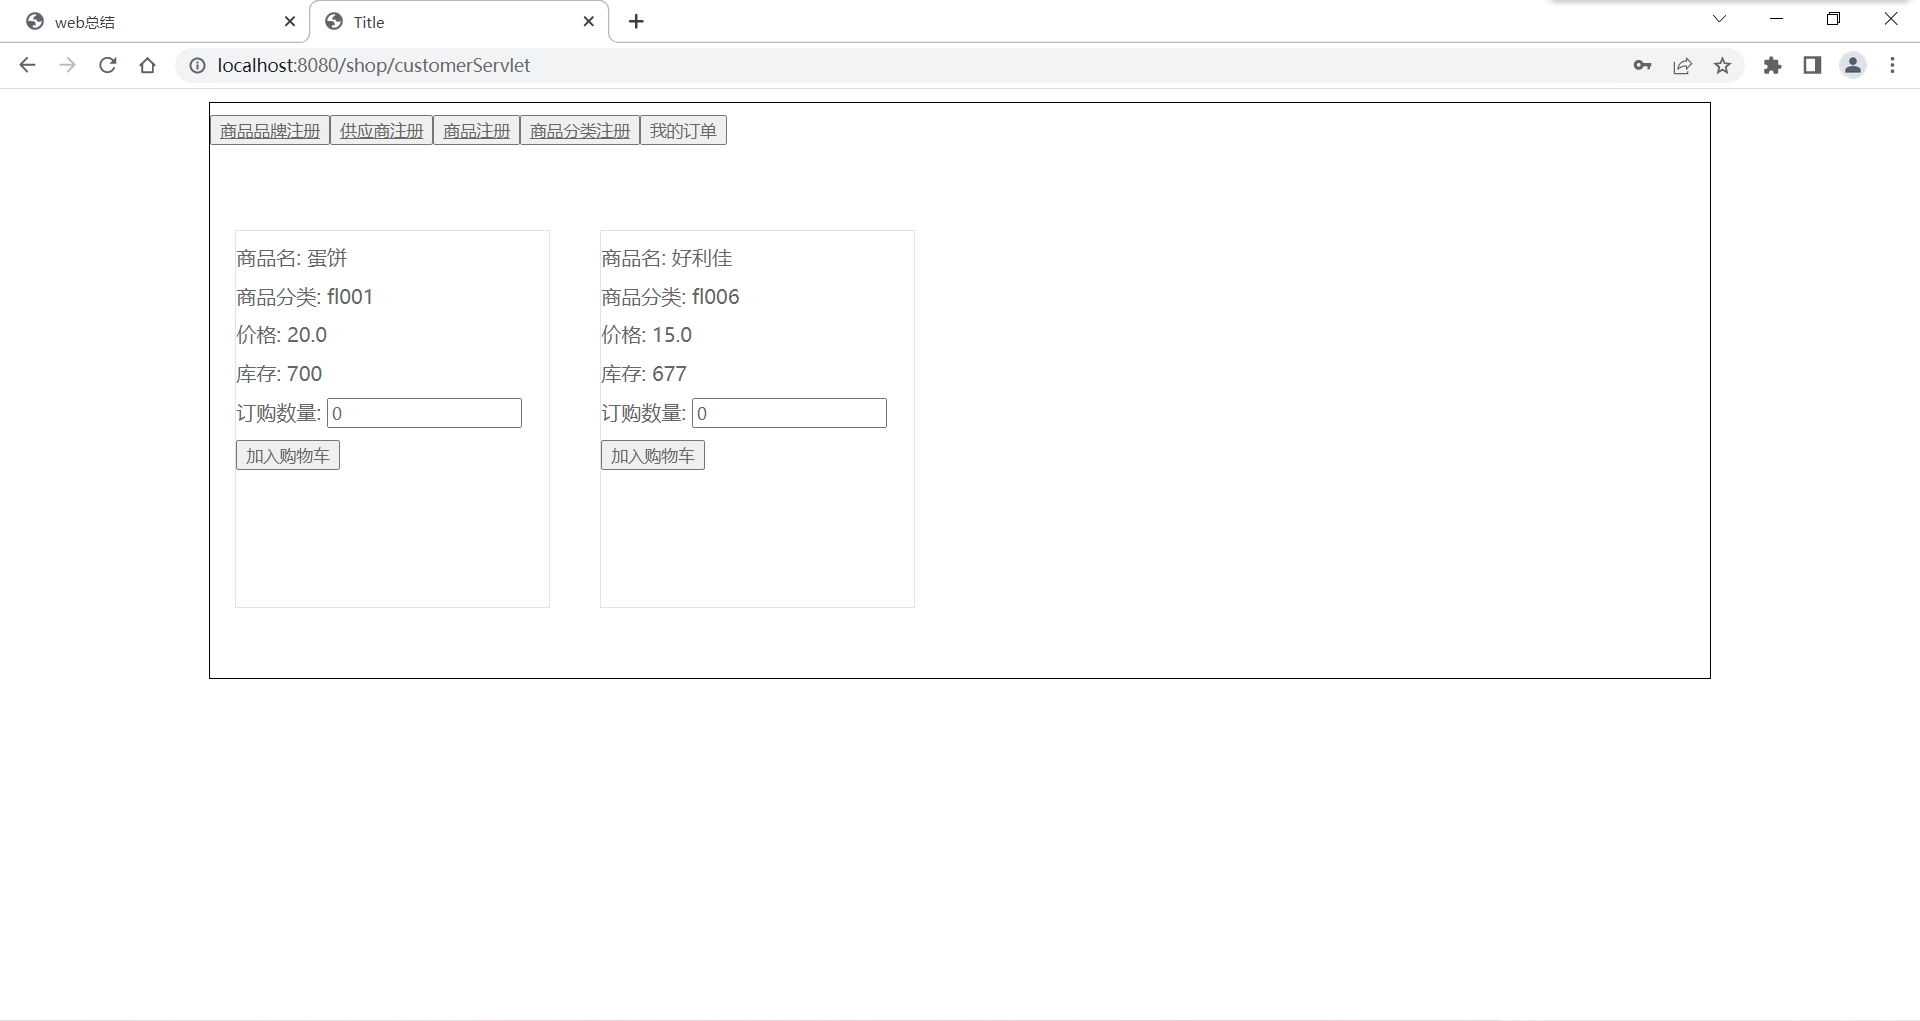 web总结
Title
localhost:8080/shop/customerServlet
商品品牌注册 供应商注册 商品注册 商品分类注册 我的订单
商品名: 蛋饼
商品分类: fl001
价格: 20.0
库存: 700
订购数量: 0
加入购物车
商品名: 好利佳
商品分类: fl006
价格: 15.0
库存: 677
订购数量: 0
加入购物车